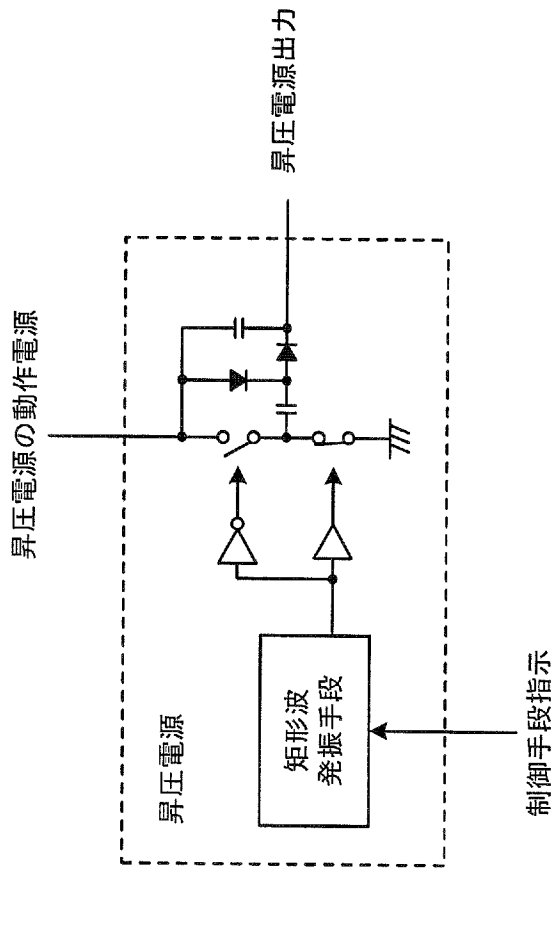 昇圧電源の動作電源
昇圧電源出力
昇圧電源
矩形波
発振手段
制御手段指示